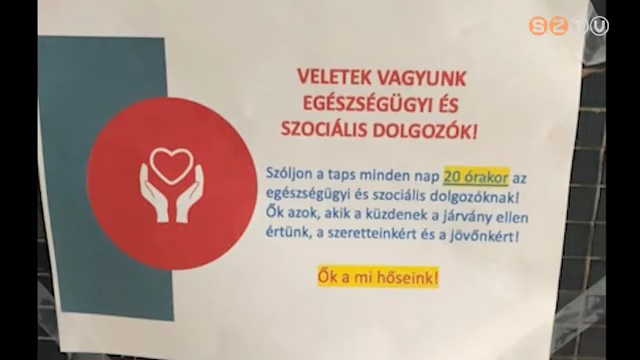 SZTV
VELETEK VAGYUNK
EGÉSZSÉGÜGYI ÉS
SZOCIÁLIS DOLGOZÓK!
Szóljon a taps minden nap 20 órakor az
egészségügyi és szociális dolgozóknak!
Ők azok, akik a küzdenek a járvány ellen
értünk, a szeretteinkért és a jövőnkért!
Ők a mi hőseink!